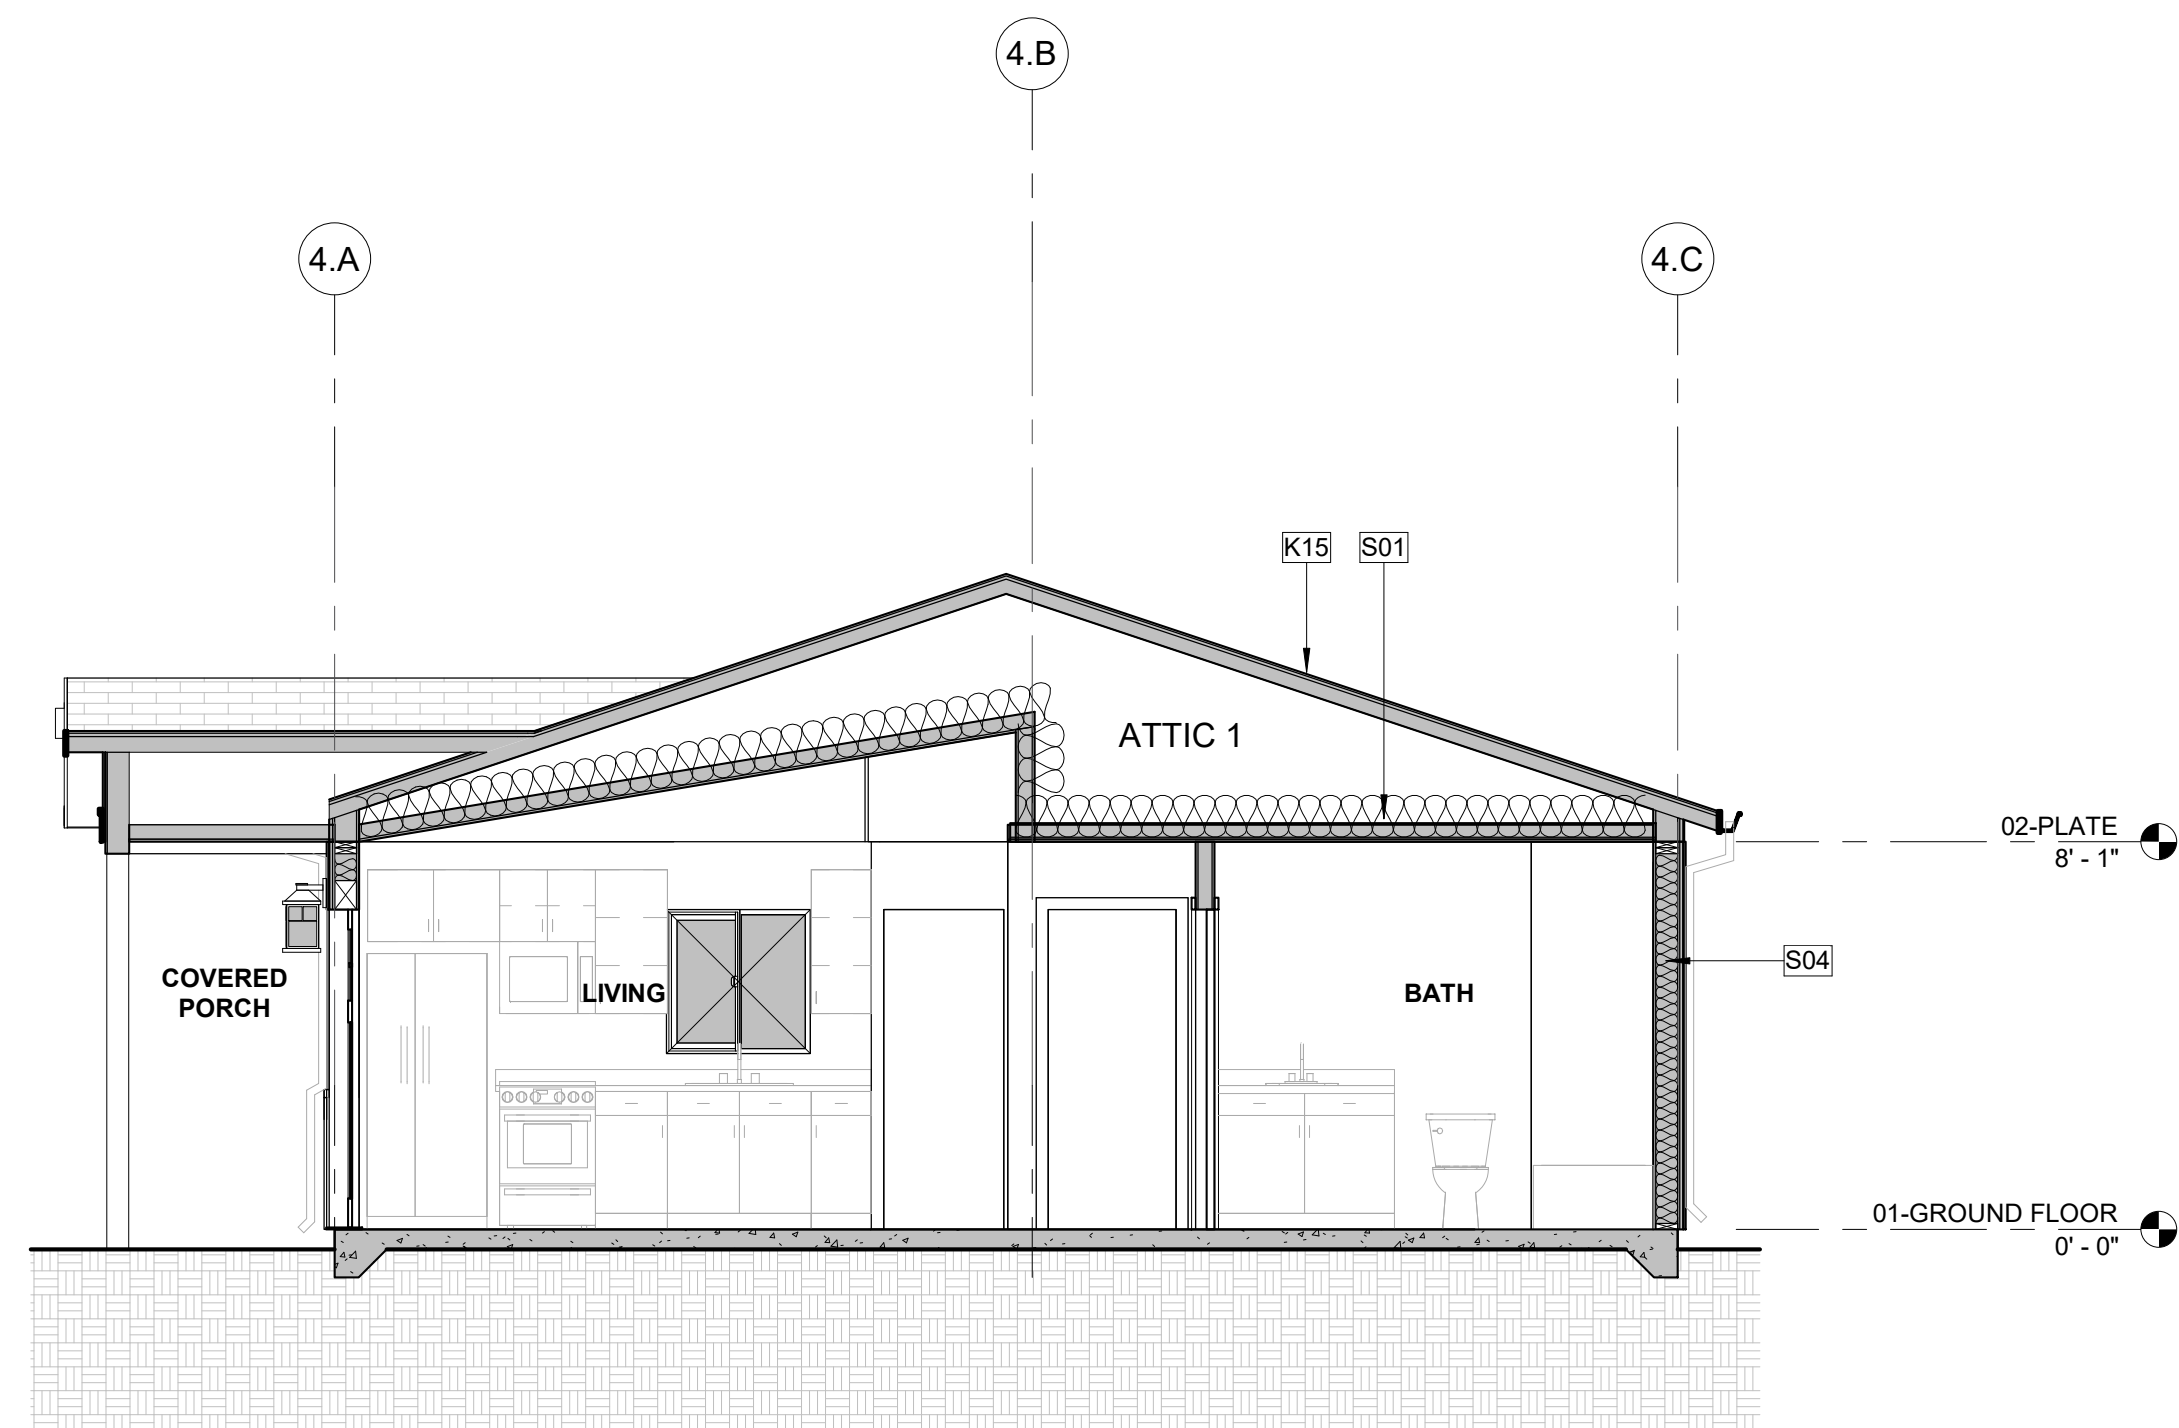 4.B
4.A
4.C
K15
S01
ATTIC 1
02-PLATE
8' - 1"
S04
COVERED
PORCH
LIVING
BATH
01-GROUND FLOOR
0' - 0"